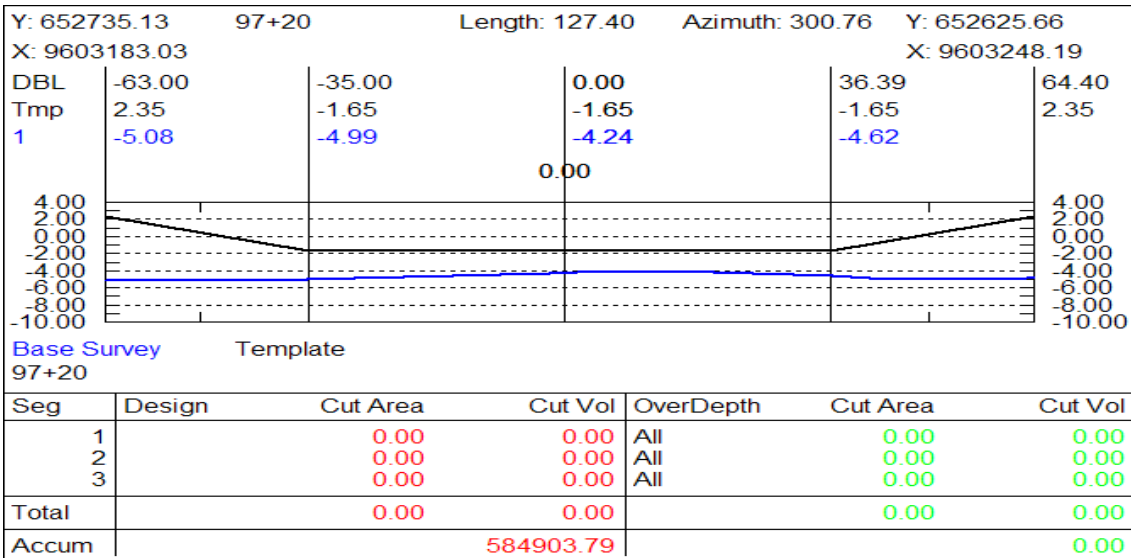 Y: 652735.13 97+20 Length: 127.40 Azimuth: 300.76 Y: 652625.66
X: 9603183.03 X: 9603248.19
DBL -63.00 -35.00 0.00 36.39 64.40
Tmp 2.35 -1.65 -1.65 -1.65 2.35
1 -5.08 -4.99 -4.24 -4.62
0.00
4.00 4.00
2.00 2.00
0.00 0.00
-2.00 -2.00
-4.00 -4.00
-6.00 -6.00
-8.00 -8.00
-10.00 -10.00
Base Survey Template
97+20
Seg Design Cut Area Cut Vol OverDepth Cut Area Cut Vol
1 0.00 0.00 All 0.00 0.00
2 0.00 0.00 All 0.00 0.00
3 0.00 0.00 All 0.00 0.00
Total 0.00 0.00 0.00 0.00
Accum 584903.79 0.00